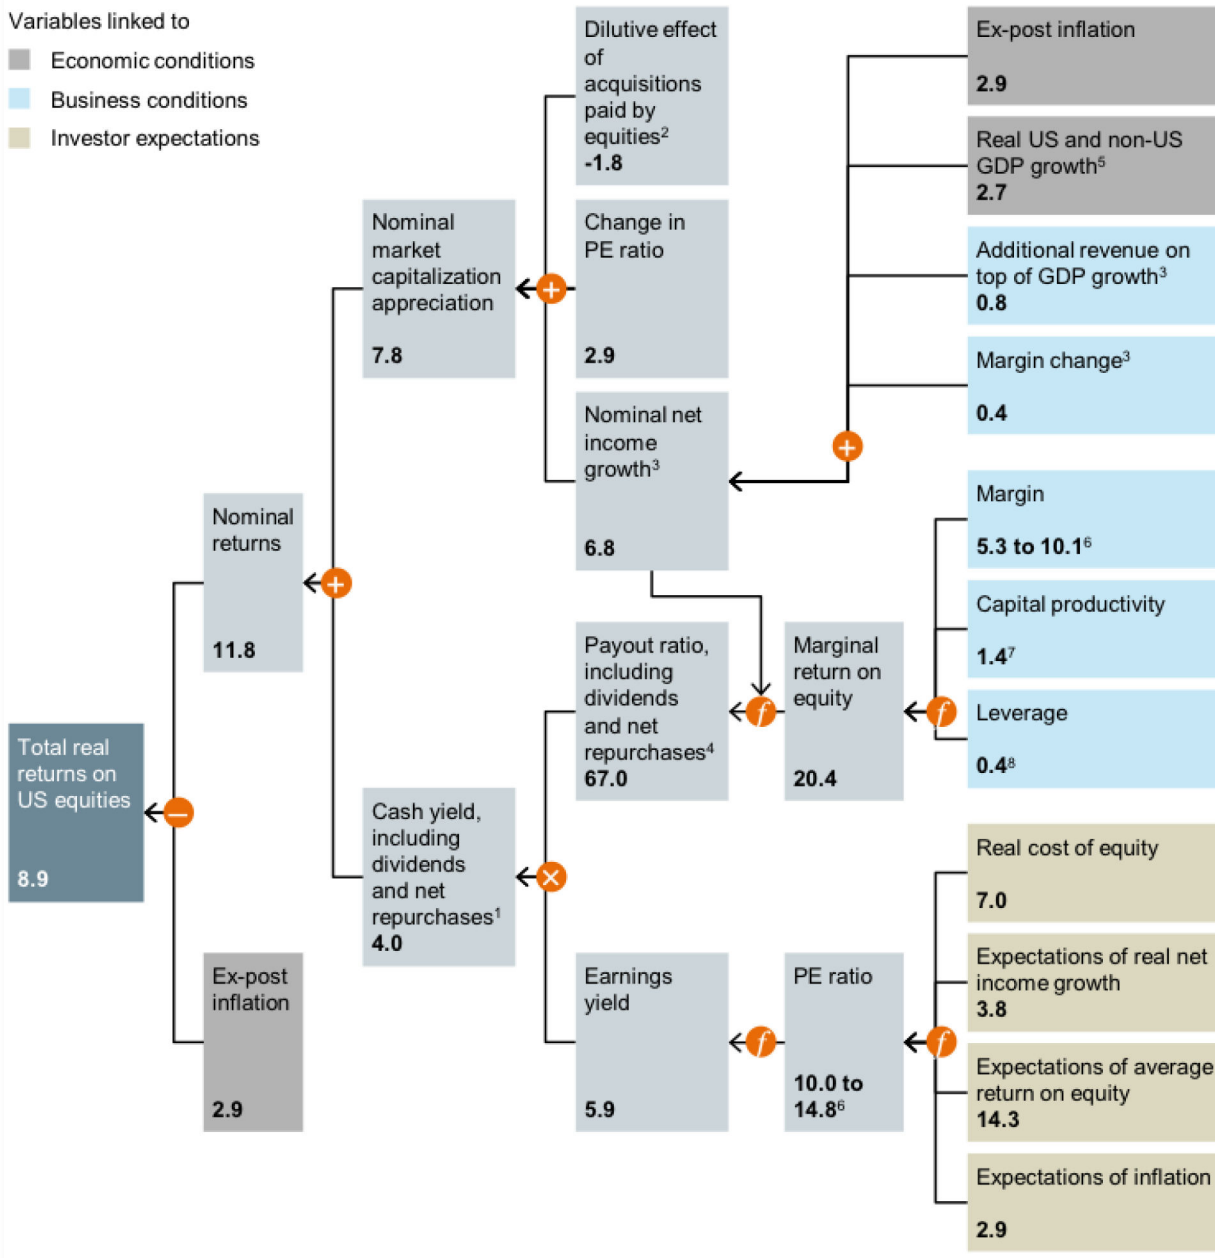 Variables linked to
Economic conditions
Business conditions
Investor expectations
Total real
returns on
US equities
8.9
−
Nominal
returns
11.8
Ex-post
inflation
2.9
+
Nominal
market
capitalization
appreciation
7.8
Cash yield,
including
dividends
and net
repurchases¹
4.0
+
×
Dilutive effect
of
acquisitions
paid by
equities²
-1.8
Change in
PE ratio
2.9
Nominal net
income
growth³
6.8
Payout ratio,
including
dividends
and net
repurchases⁴
67.0
Earnings
yield
5.9
f
f
Marginal
return on
equity
20.4
PE ratio
10.0 to
14.8⁶
+
f
f
Ex-post inflation
2.9
Real US and non-US
GDP growth⁵
2.7
Additional revenue on
top of GDP growth³
0.8
Margin change³
0.4
Margin
5.3 to 10.1⁶
Capital productivity
1.4⁷
Leverage
0.4⁸
Real cost of equity
7.0
Expectations of real net
income growth
3.8
Expectations of average
return on equity
14.3
Expectations of inflation
2.9